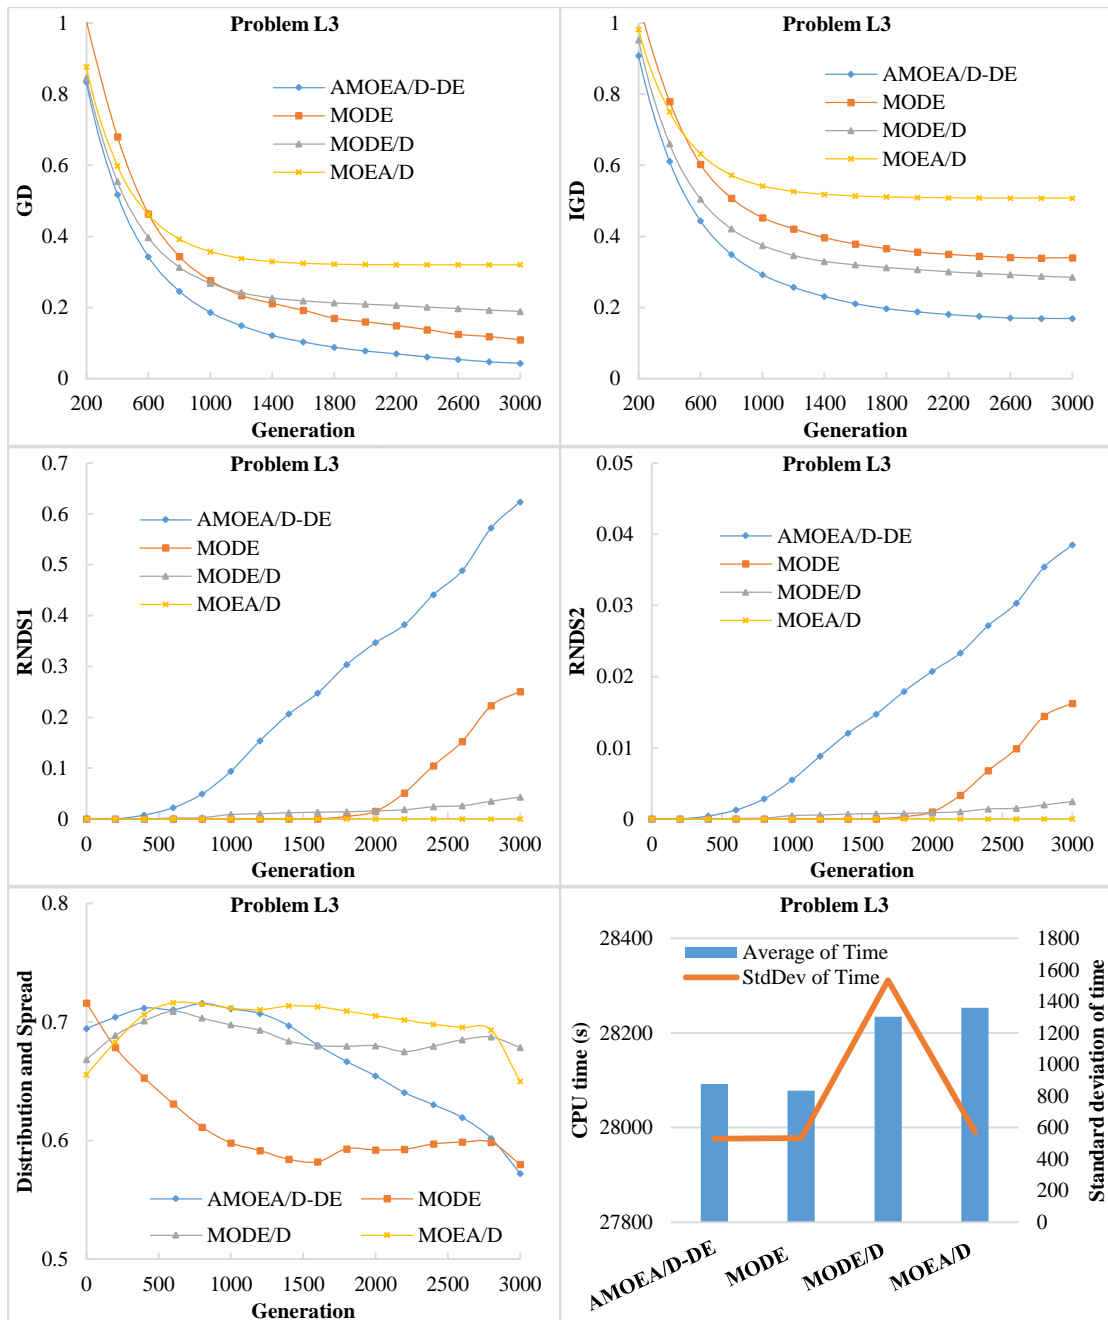 Problem L3
1
0.8
0.6
0.4
0.2
0
GD
AMOEA/D-DE
MODE
MODE/D
MOEA/D
200 600 1000 1400 1800 2200 2600 3000
Generation
Problem L3
1
0.8
0.6
0.4
0.2
0
IGD
AMOEA/D-DE
MODE
MODE/D
MOEA/D
200 600 1000 1400 1800 2200 2600 3000
Generation
Problem L3
0.7
0.6
0.5
0.4
0.3
0.2
0.1
0
RNDS1
AMOEA/D-DE
MODE
MODE/D
MOEA/D
0 500 1000 1500 2000 2500 3000
Generation
Problem L3
0.05
0.04
0.03
0.02
0.01
0
RNDS2
AMOEA/D-DE
MODE
MODE/D
MOEA/D
0 500 1000 1500 2000 2500 3000
Generation
Problem L3
0.8
0.7
0.6
0.5
Distribution and Spread
AMOEA/D-DE MODE
MODE/D MOEA/D
0 500 1000 1500 2000 2500 3000
Generation
Problem L3
28400
28200
28000
27800
CPU time (s)
Average of Time
StdDev of Time
1800
1600
1400
1200
1000
800
600
400
200
0
Standard deviation of time
AMOEA/D-DE
MODE
MODE/D
MOEA/D